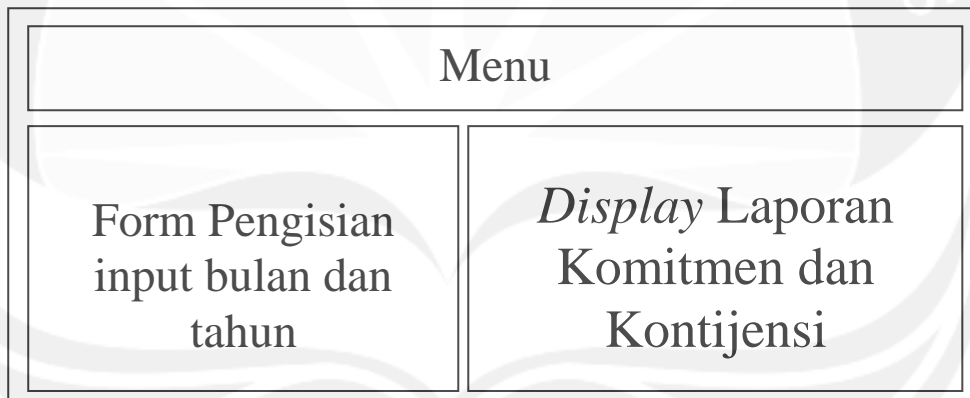 Menu
Form Pengisian
input bulan dan
tahun
Display Laporan
Komitmen dan
Kontijensi